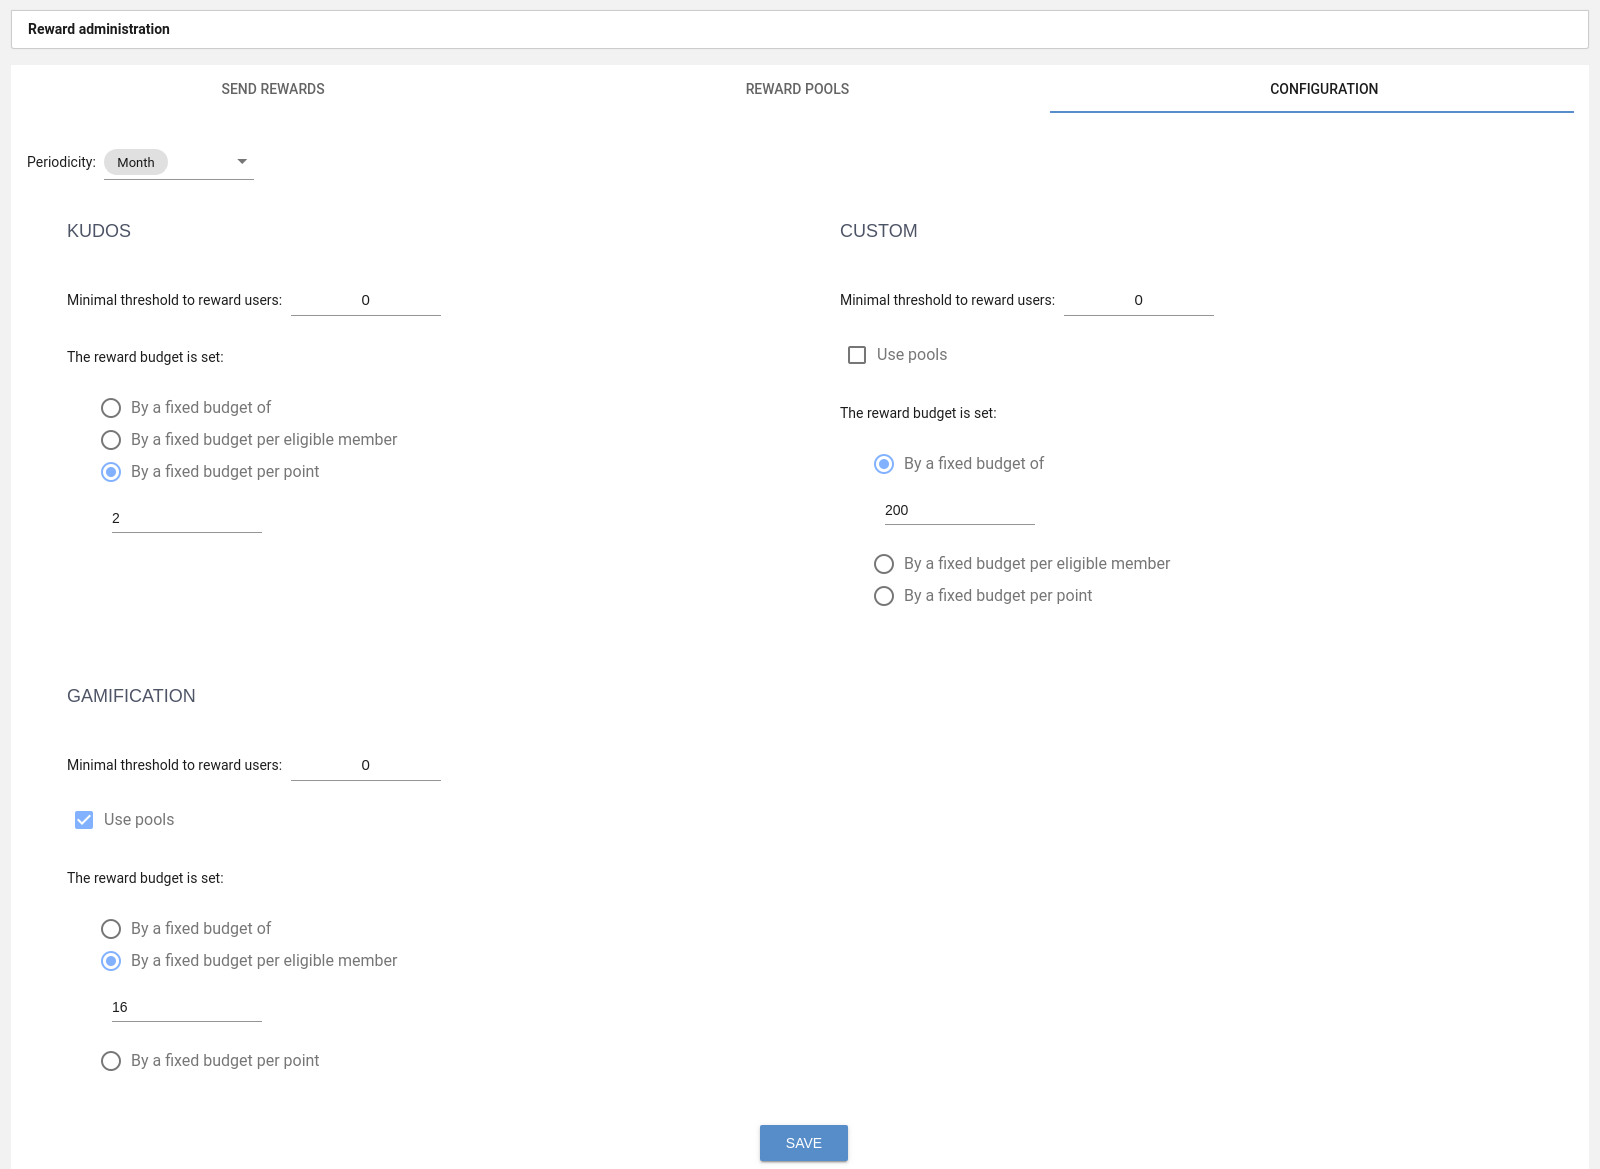 Reward administration
SEND REWARDS
REWARD POOLS
CONFIGURATION
Periodicity: Month
KUDOS
Minimal threshold to reward users: 0
The reward budget is set:
By a fixed budget of
By a fixed budget per eligible member
By a fixed budget per point
2
CUSTOM
Minimal threshold to reward users: 0
Use pools
The reward budget is set:
By a fixed budget of
200
By a fixed budget per eligible member
By a fixed budget per point
GAMIFICATION
Minimal threshold to reward users: 0
Use pools
The reward budget is set:
By a fixed budget of
By a fixed budget per eligible member
16
By a fixed budget per point
SAVE